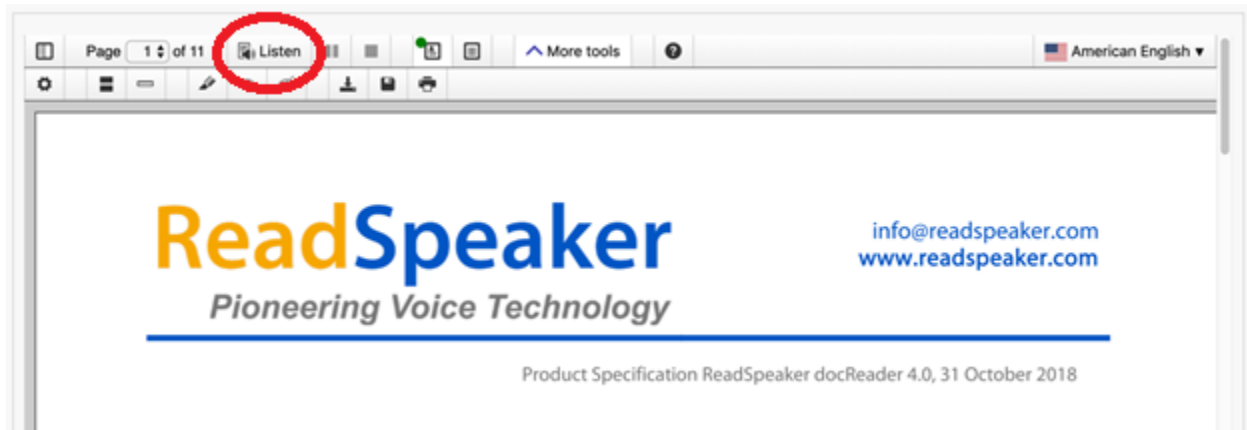 Page 1 of 11 Listen More tools American English
ReadSpeaker
Pioneering Voice Technology
info@readspeaker.com
www.readspeaker.com
Product Specification ReadSpeaker docReader 4.0, 31 October 2018